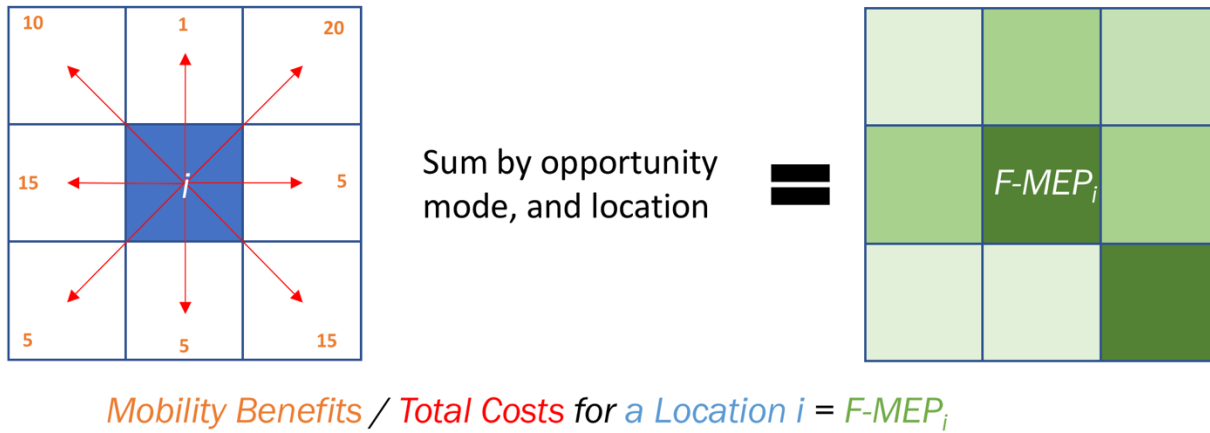 10 1 20
15 i 5
5 5 15
Sum by opportunity
mode, and location
=
F-MEPi
Mobility Benefits / Total Costs for a Location i = F-MEPi